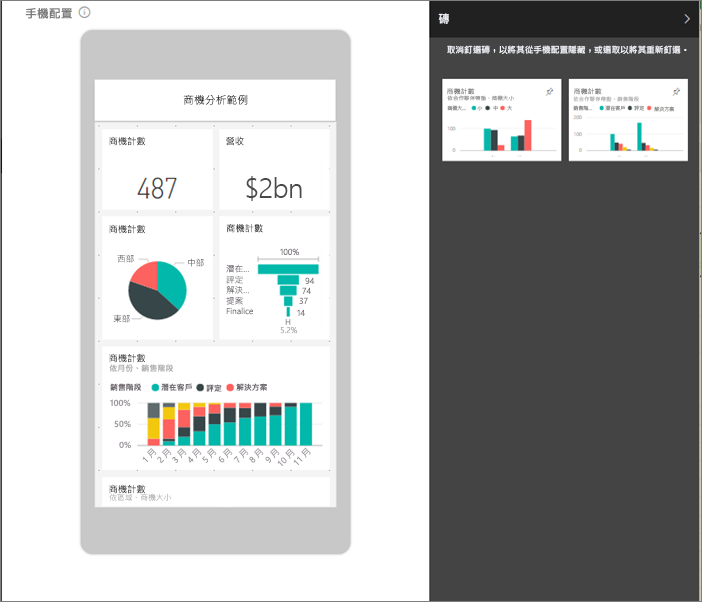 手機配置
商機分析範例
商機計數
487
營收
$2bn
商機計數
西部
中部
東部
商機計數
100%
潛在...
評定 94
解決... 74
提案 37
Finalice 14
H
5.2%
商機計數
依月份、銷售階段
銷售階段 潛在客戶 評定 解決方案
100%
50%
0%
1月 2月 3月 4月 5月 6月 7月 8月 9月 10月 11月
商機計數
依區域、商機大小
磚
取消釘選磚，以將其從手機配置隱藏，或選取以將其重新釘選。
商機計數
依合作夥伴帶動、商機大小
商機大... 小 中 大
100
0
商機計數
依合作夥伴帶動、銷售階段
銷售階... 潛在客戶 評定 解決方案
200
100
0